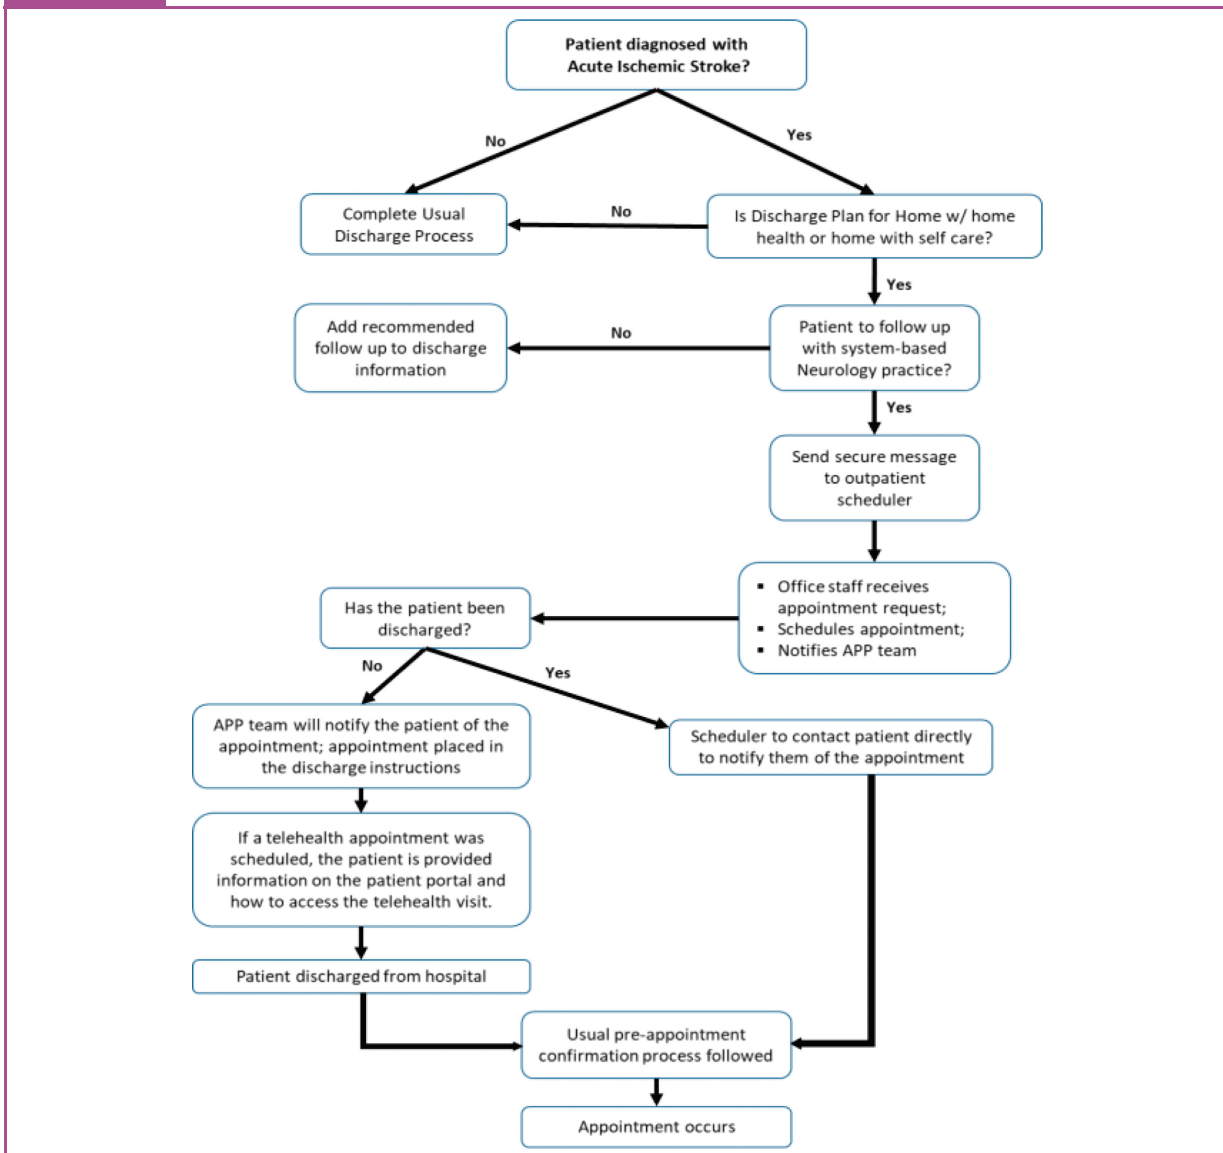 Patient diagnosed with
Acute Ischemic Stroke?
No
Yes
Complete Usual
Discharge Process
No
Is Discharge Plan for Home w/ home
health or home with self care?
Yes
Add recommended
follow up to discharge
information
No
Patient to follow up
with system-based
Neurology practice?
Yes
Send secure message
to outpatient
scheduler
▪ Office staff receives
appointment request;
▪ Schedules appointment;
▪ Notifies APP team
Has the patient been
discharged?
No
Yes
APP team will notify the patient of the
appointment; appointment placed in
the discharge instructions
Scheduler to contact patient directly
to notify them of the appointment
If a telehealth appointment was
scheduled, the patient is provided
information on the patient portal and
how to access the telehealth visit.
Patient discharged from hospital
Usual pre-appointment
confirmation process followed
Appointment occurs